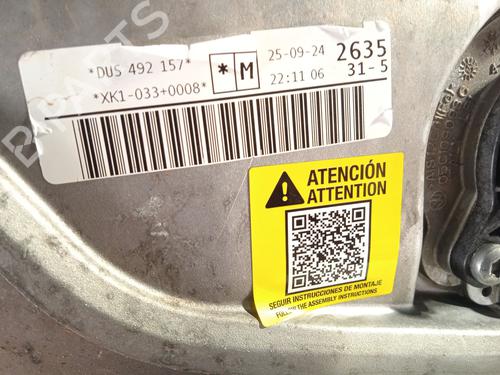 *DUS 492 157*
*M
25-09-24
2635
*XK1-033+0008*
22:11 06
31-5
ATENCIÓN
ATTENTION
SEGUIR INSTRUCCIONES DE MONTAJE
FOLLOW THE ASSEMBLY INSTRUCTIONS